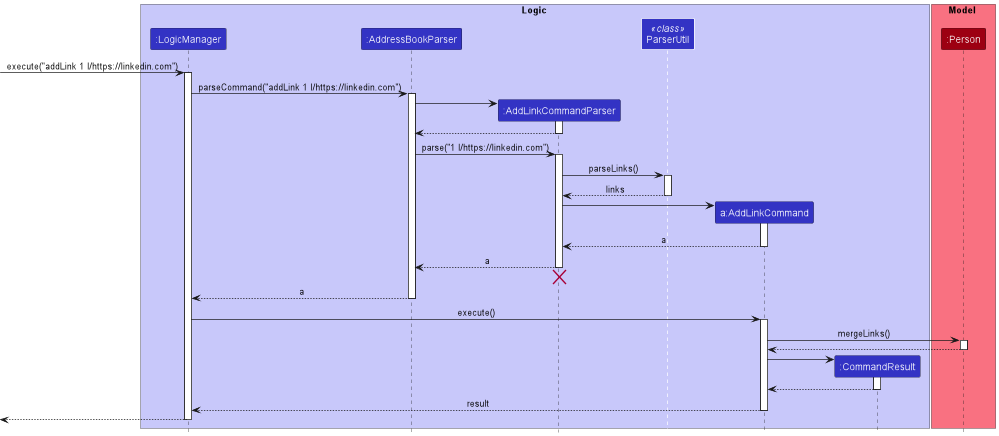 Logic
Model
:LogicManager
:AddressBookParser
«class»
ParserUtil
:Person
execute("addLink 1 l/https://linkedin.com")
parseCommand("addLink 1 l/https://linkedin.com")
:AddLinkCommandParser
parse("1 l/https://linkedin.com")
parseLinks()
links
a:AddLinkCommand
a
a
a
execute()
mergeLinks()
:CommandResult
result